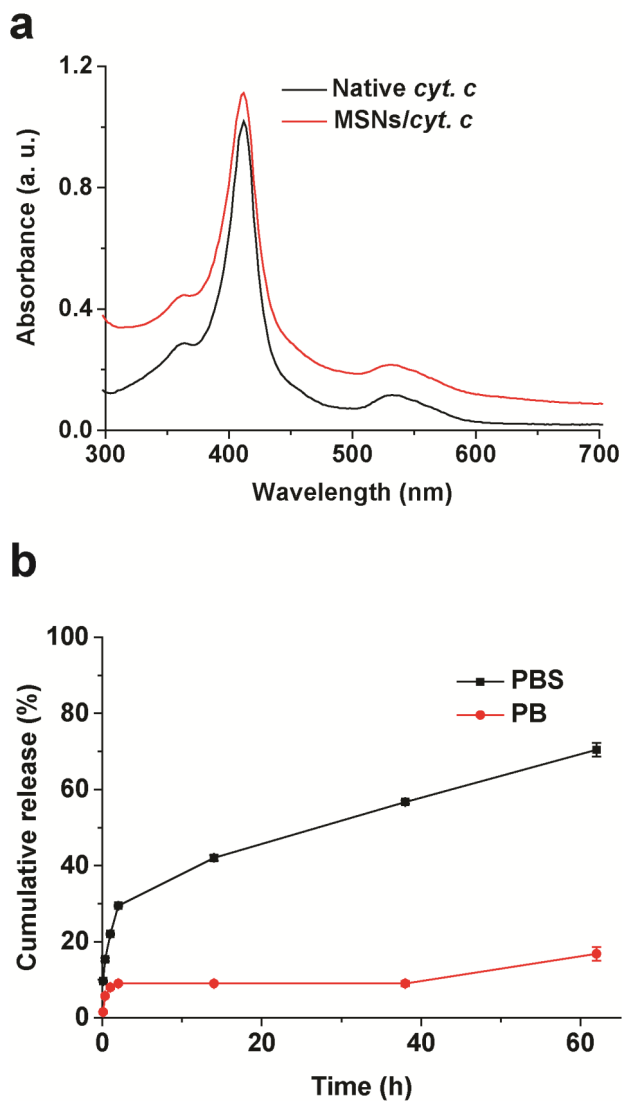 a
1.2
0.8
0.4
0.0
Absorbance (a. u.)
Native cyt. c
MSNs/cyt. c
300 400 500 600 700
Wavelength (nm)
b
100
80
60
40
20
0
Cumulative release (%)
PBS
PB
0 20 40 60
Time (h)